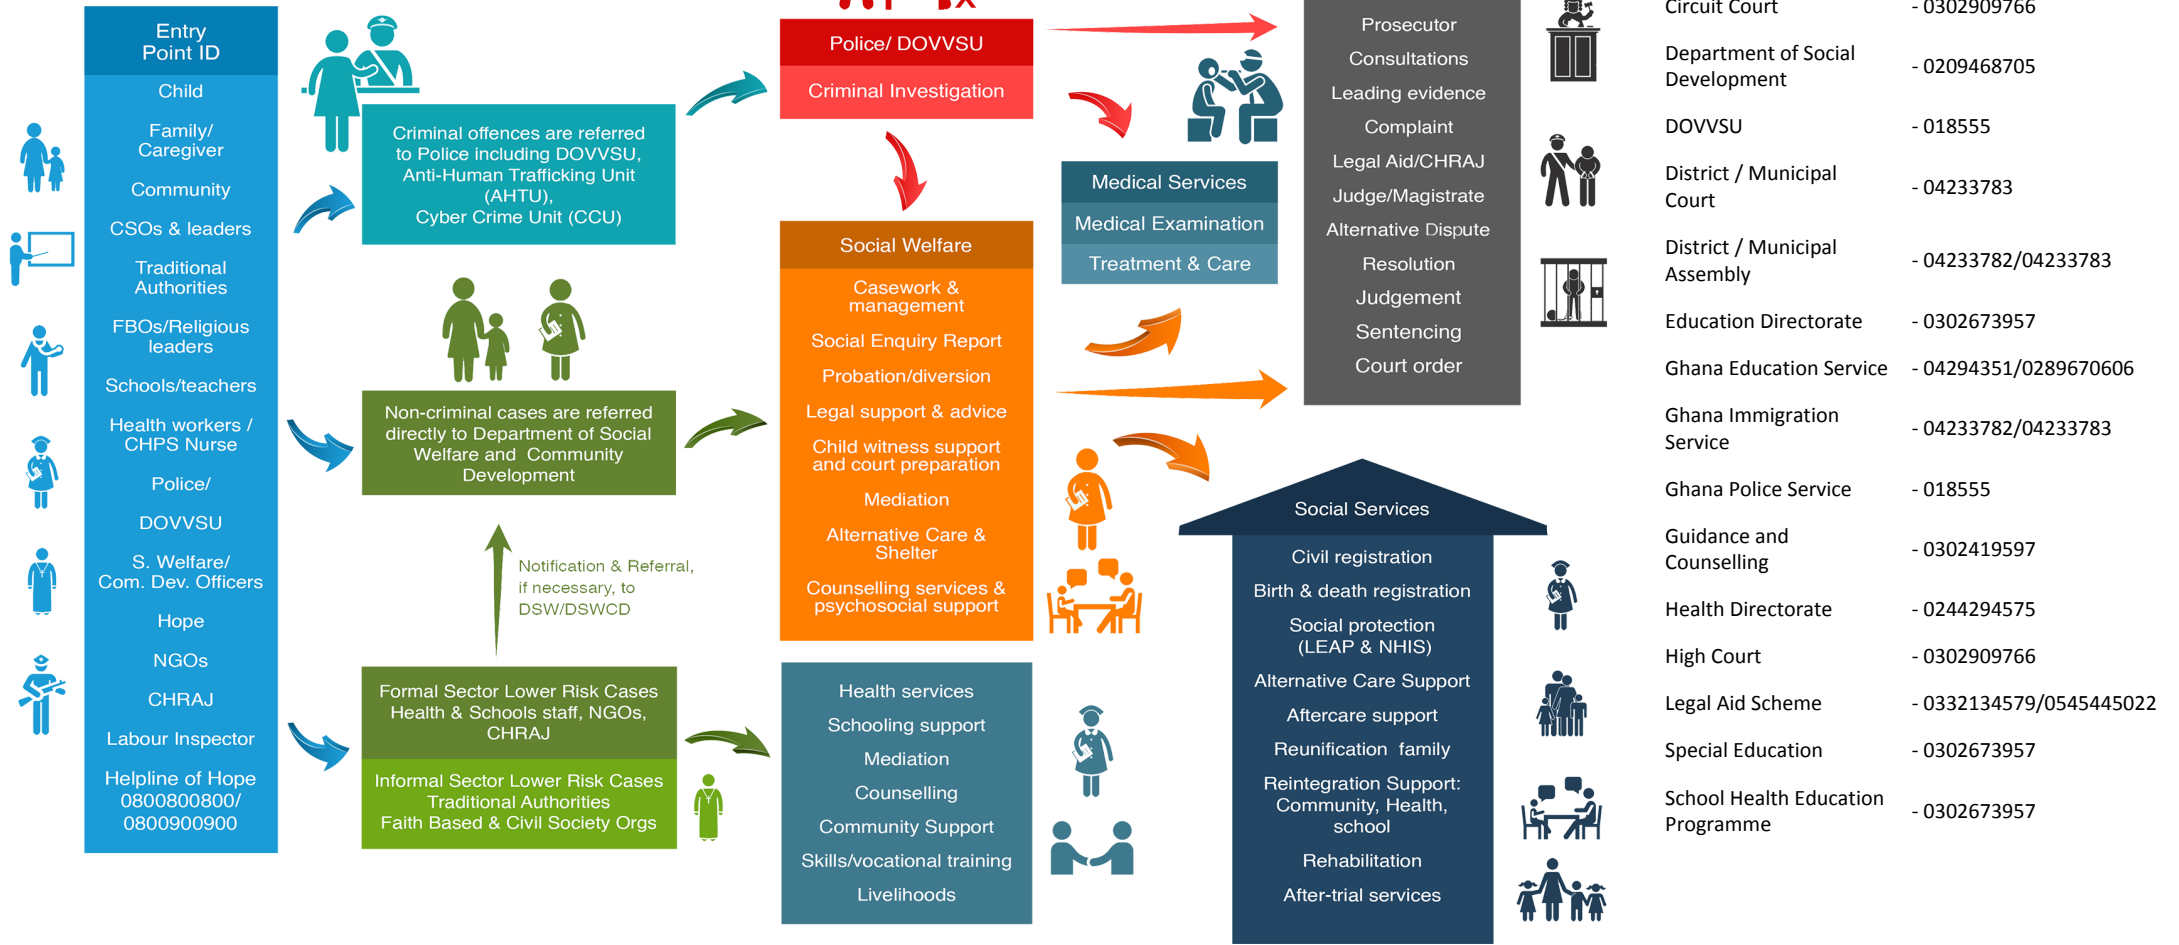 Entry
Point ID
Child
Family/
Caregiver
Community
CSOs & leaders
Traditional
Authorities
FBOs/Religious
leaders
Schools/teachers
Health workers /
CHPS Nurse
Police/
DOVVSU
S. Welfare/
Com. Dev. Officers
Hope
NGOs
CHRAJ
Labour Inspector
Helpline of Hope
0800800800/
0800900900
Criminal offences are referred
to Police including DOVVSU,
Anti-Human Trafficking Unit
(AHTU),
Cyber Crime Unit (CCU)
Non-criminal cases are referred
directly to Department of Social
Welfare and Community
Development
Notification & Referral,
if necessary, to
DSW/DSWCD
Formal Sector Lower Risk Cases
Health & Schools staff, NGOs,
CHRAJ
Informal Sector Lower Risk Cases
Traditional Authorities
Faith Based & Civil Society Orgs
Police/ DOVVSU
Criminal Investigation
Social Welfare
Casework &
management
Social Enquiry Report
Probation/diversion
Legal support & advice
Child witness support
and court preparation
Mediation
Alternative Care &
Shelter
Counselling services &
psychosocial support
Health services
Schooling support
Mediation
Counselling
Community Support
Skills/vocational training
Livelihoods
Medical Services
Medical Examination
Treatment & Care
Prosecutor
Consultations
Leading evidence
Complaint
Legal Aid/CHRAJ
Judge/Magistrate
Alternative Dispute
Resolution
Judgement
Sentencing
Court order
Social Services
Civil registration
Birth & death registration
Social protection
(LEAP & NHIS)
Alternative Care Support
Aftercare support
Reunification family
Reintegration Support:
Community, Health,
school
Rehabilitation
After-trial services
Circuit Court - 0302909766
Department of Social
Development - 0209468705
DOVVSU - 018555
District / Municipal
Court - 04233783
District / Municipal
Assembly - 04233782/04233783
Education Directorate - 0302673957
Ghana Education Service - 04294351/0289670606
Ghana Immigration
Service - 04233782/04233783
Ghana Police Service - 018555
Guidance and
Counselling - 0302419597
Health Directorate - 0244294575
High Court - 0302909766
Legal Aid Scheme - 0332134579/0545445022
Special Education - 0302673957
School Health Education
Programme - 0302673957